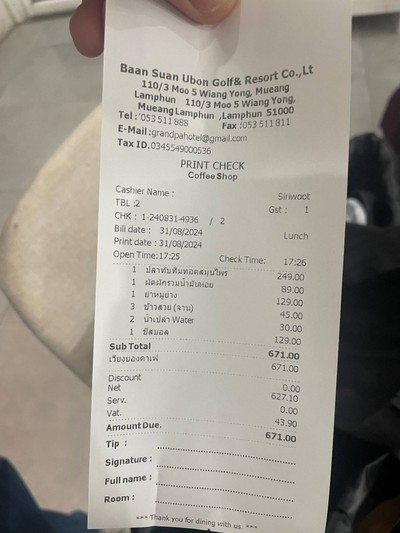 Baan Suan Ubon Golf& Resort Co.,Lt
110/3 Moo 5 Wiang Yong, Mueang
Lamphun 110/3 Moo 5 Wiang Yong,
Mueang Lamphun ,Lamphun 51000
Tel :'053 511 888 Fax :053 511 811
E-Mail:grandpahotel@gmail.com
Tax ID.0345549000536
PRINT CHECK
Coffee Shop
Cashier Name : Siriwoot
TBL :2 Gst : 1
CHK : 1-240831-4936 / 2
Bill date : 31/08/2024 Lunch
Print date : 31/08/2024
Open Time:17:25 Check Time: 17:26
1 ปลาทับทิมทอดสมุนไพร 249.00
1 ผัดผักรวมน้ำมันหอย 89.00
1 ยำหมูยาง 129.00
3 ข้าวสวย (จาน) 45.00
2 น้ำเปล่า Water 30.00
1 ซีสบอล 129.00
Sub Total 671.00
เวียงยองคาเฟ่ 671.00
Discount 0.00
Net 627.10
Serv. 0.00
Vat. 43.90
Amount Due. 671.00
Tip :
Signature :
Full name :
Room :
*** Thank you for dining with us. ***